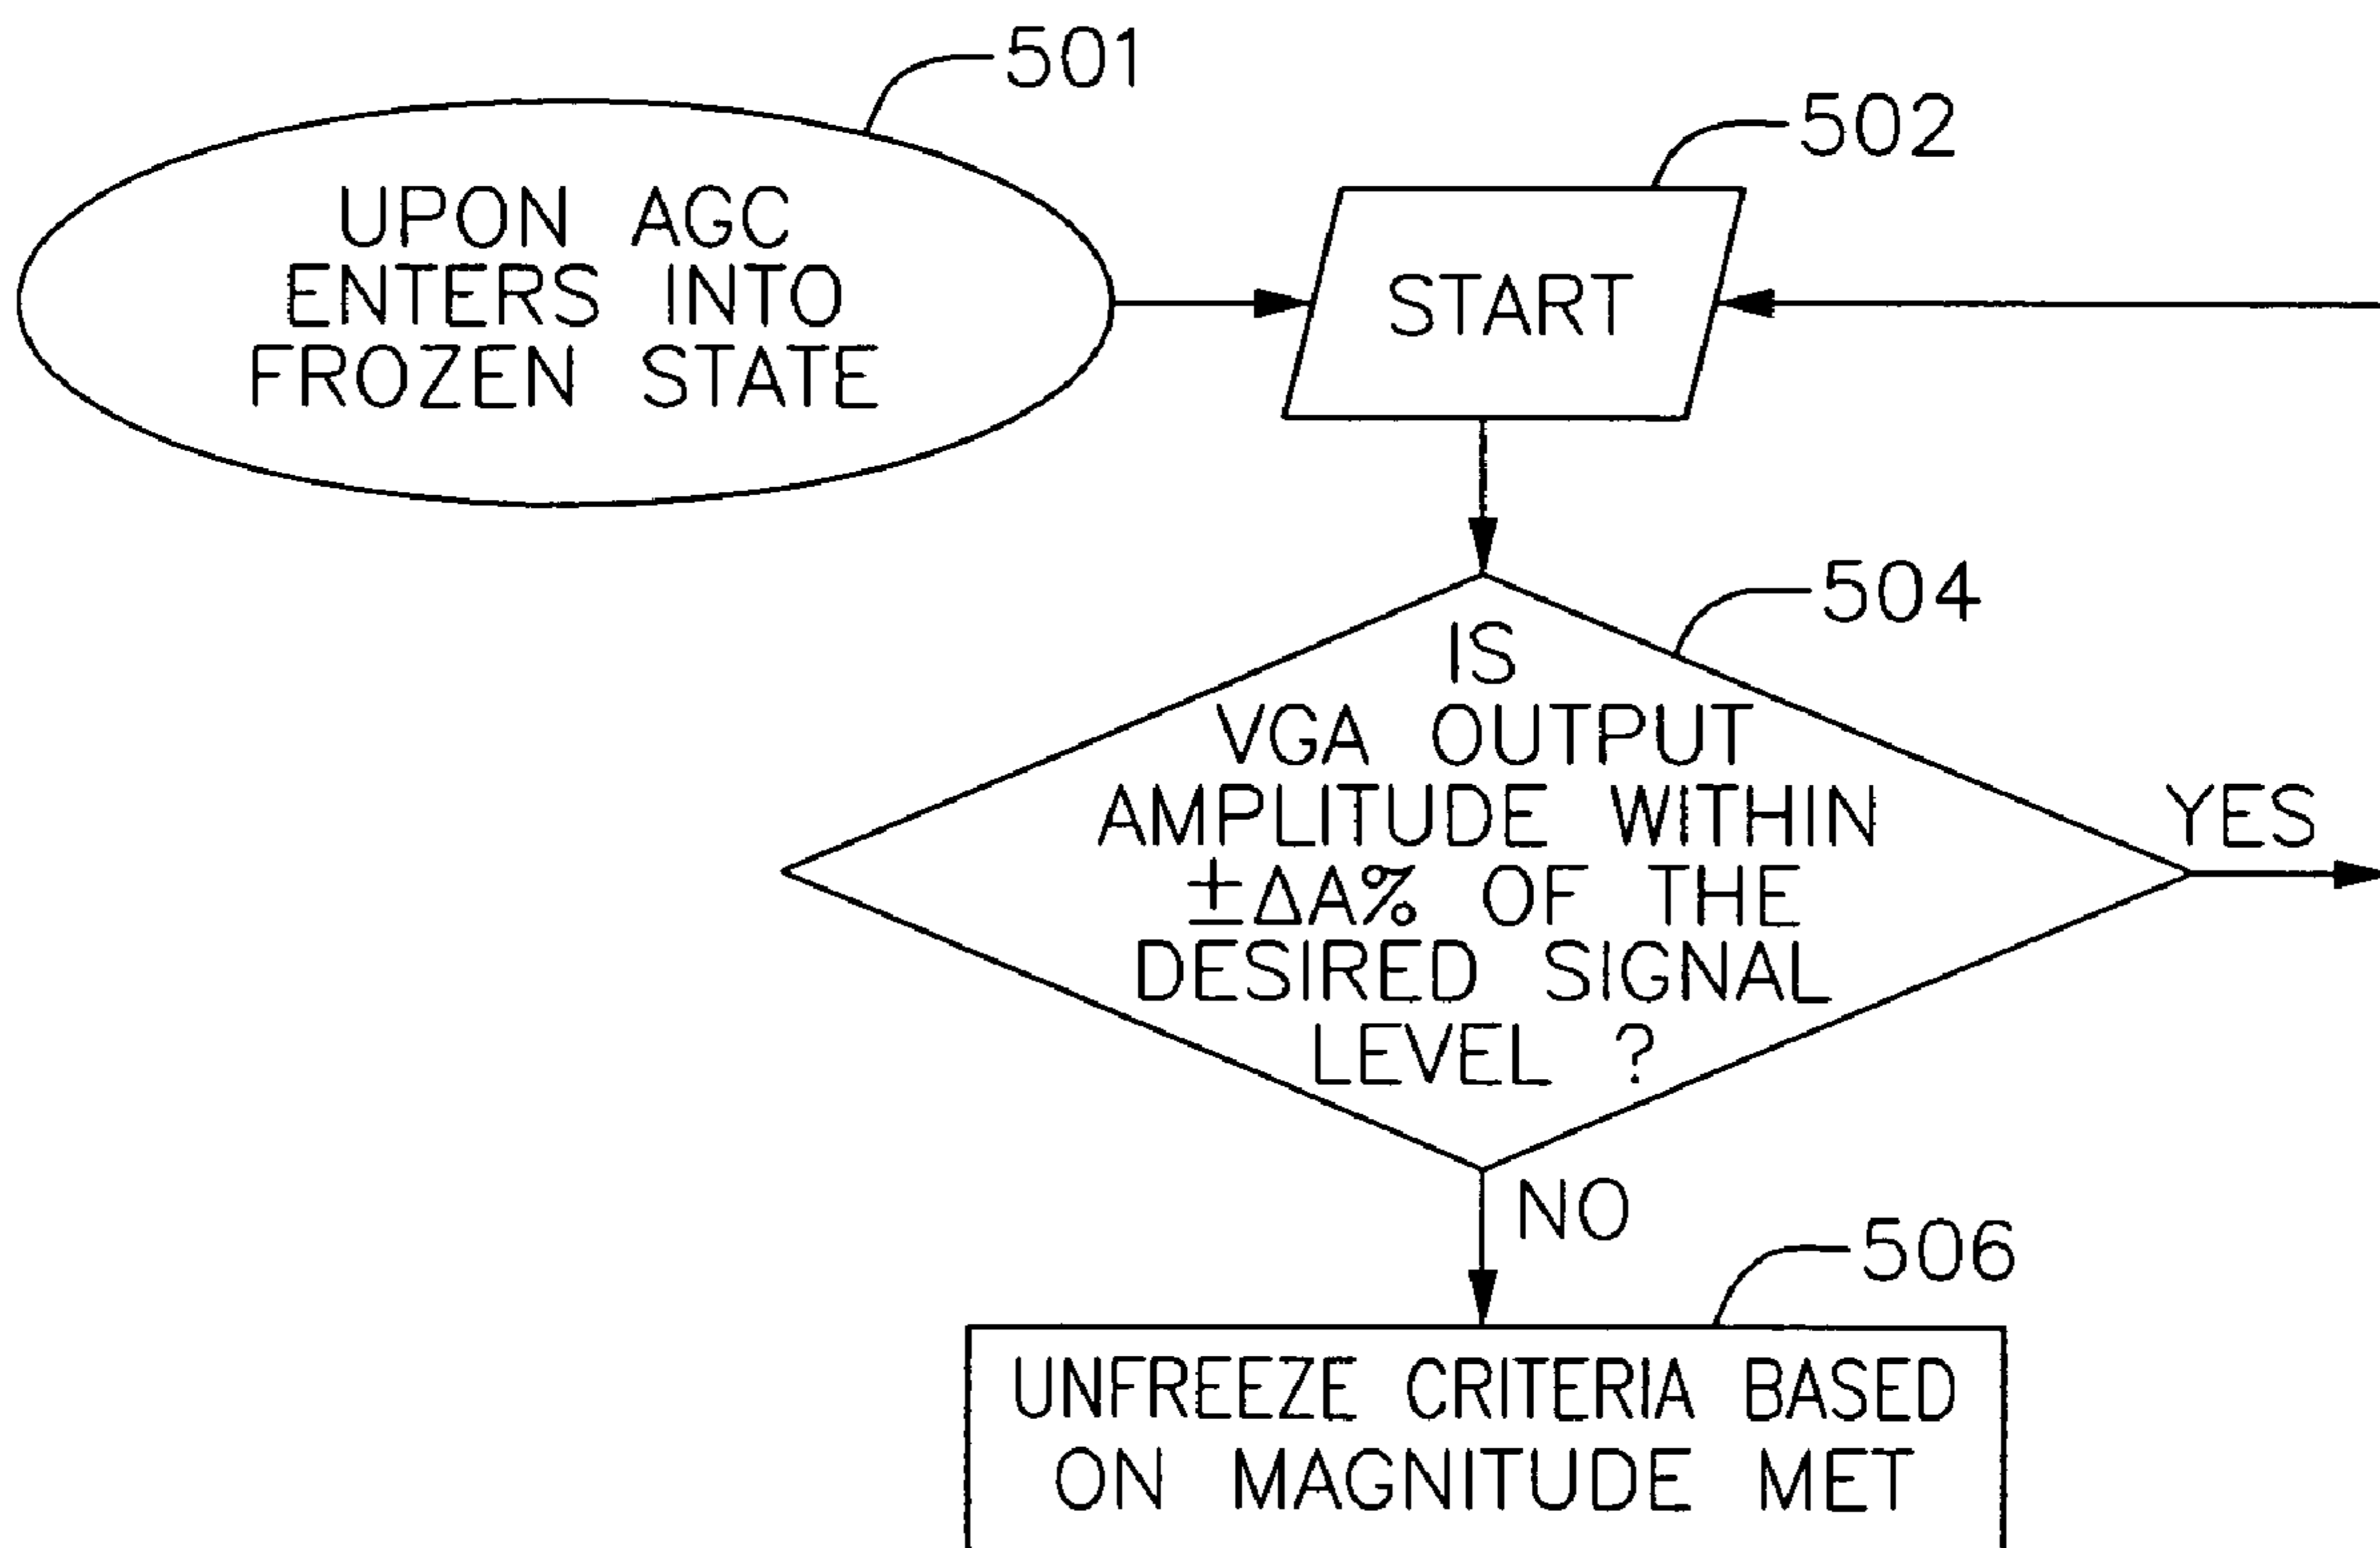 501
UPON AGC
ENTERS INTO
FROZEN STATE
502
START
504
IS
VGA OUTPUT
AMPLITUDE WITHIN
±ΔA% OF THE
DESIRED SIGNAL
LEVEL ?
YES
NO
506
UNFREEZE CRITERIA BASED
ON MAGNITUDE MET